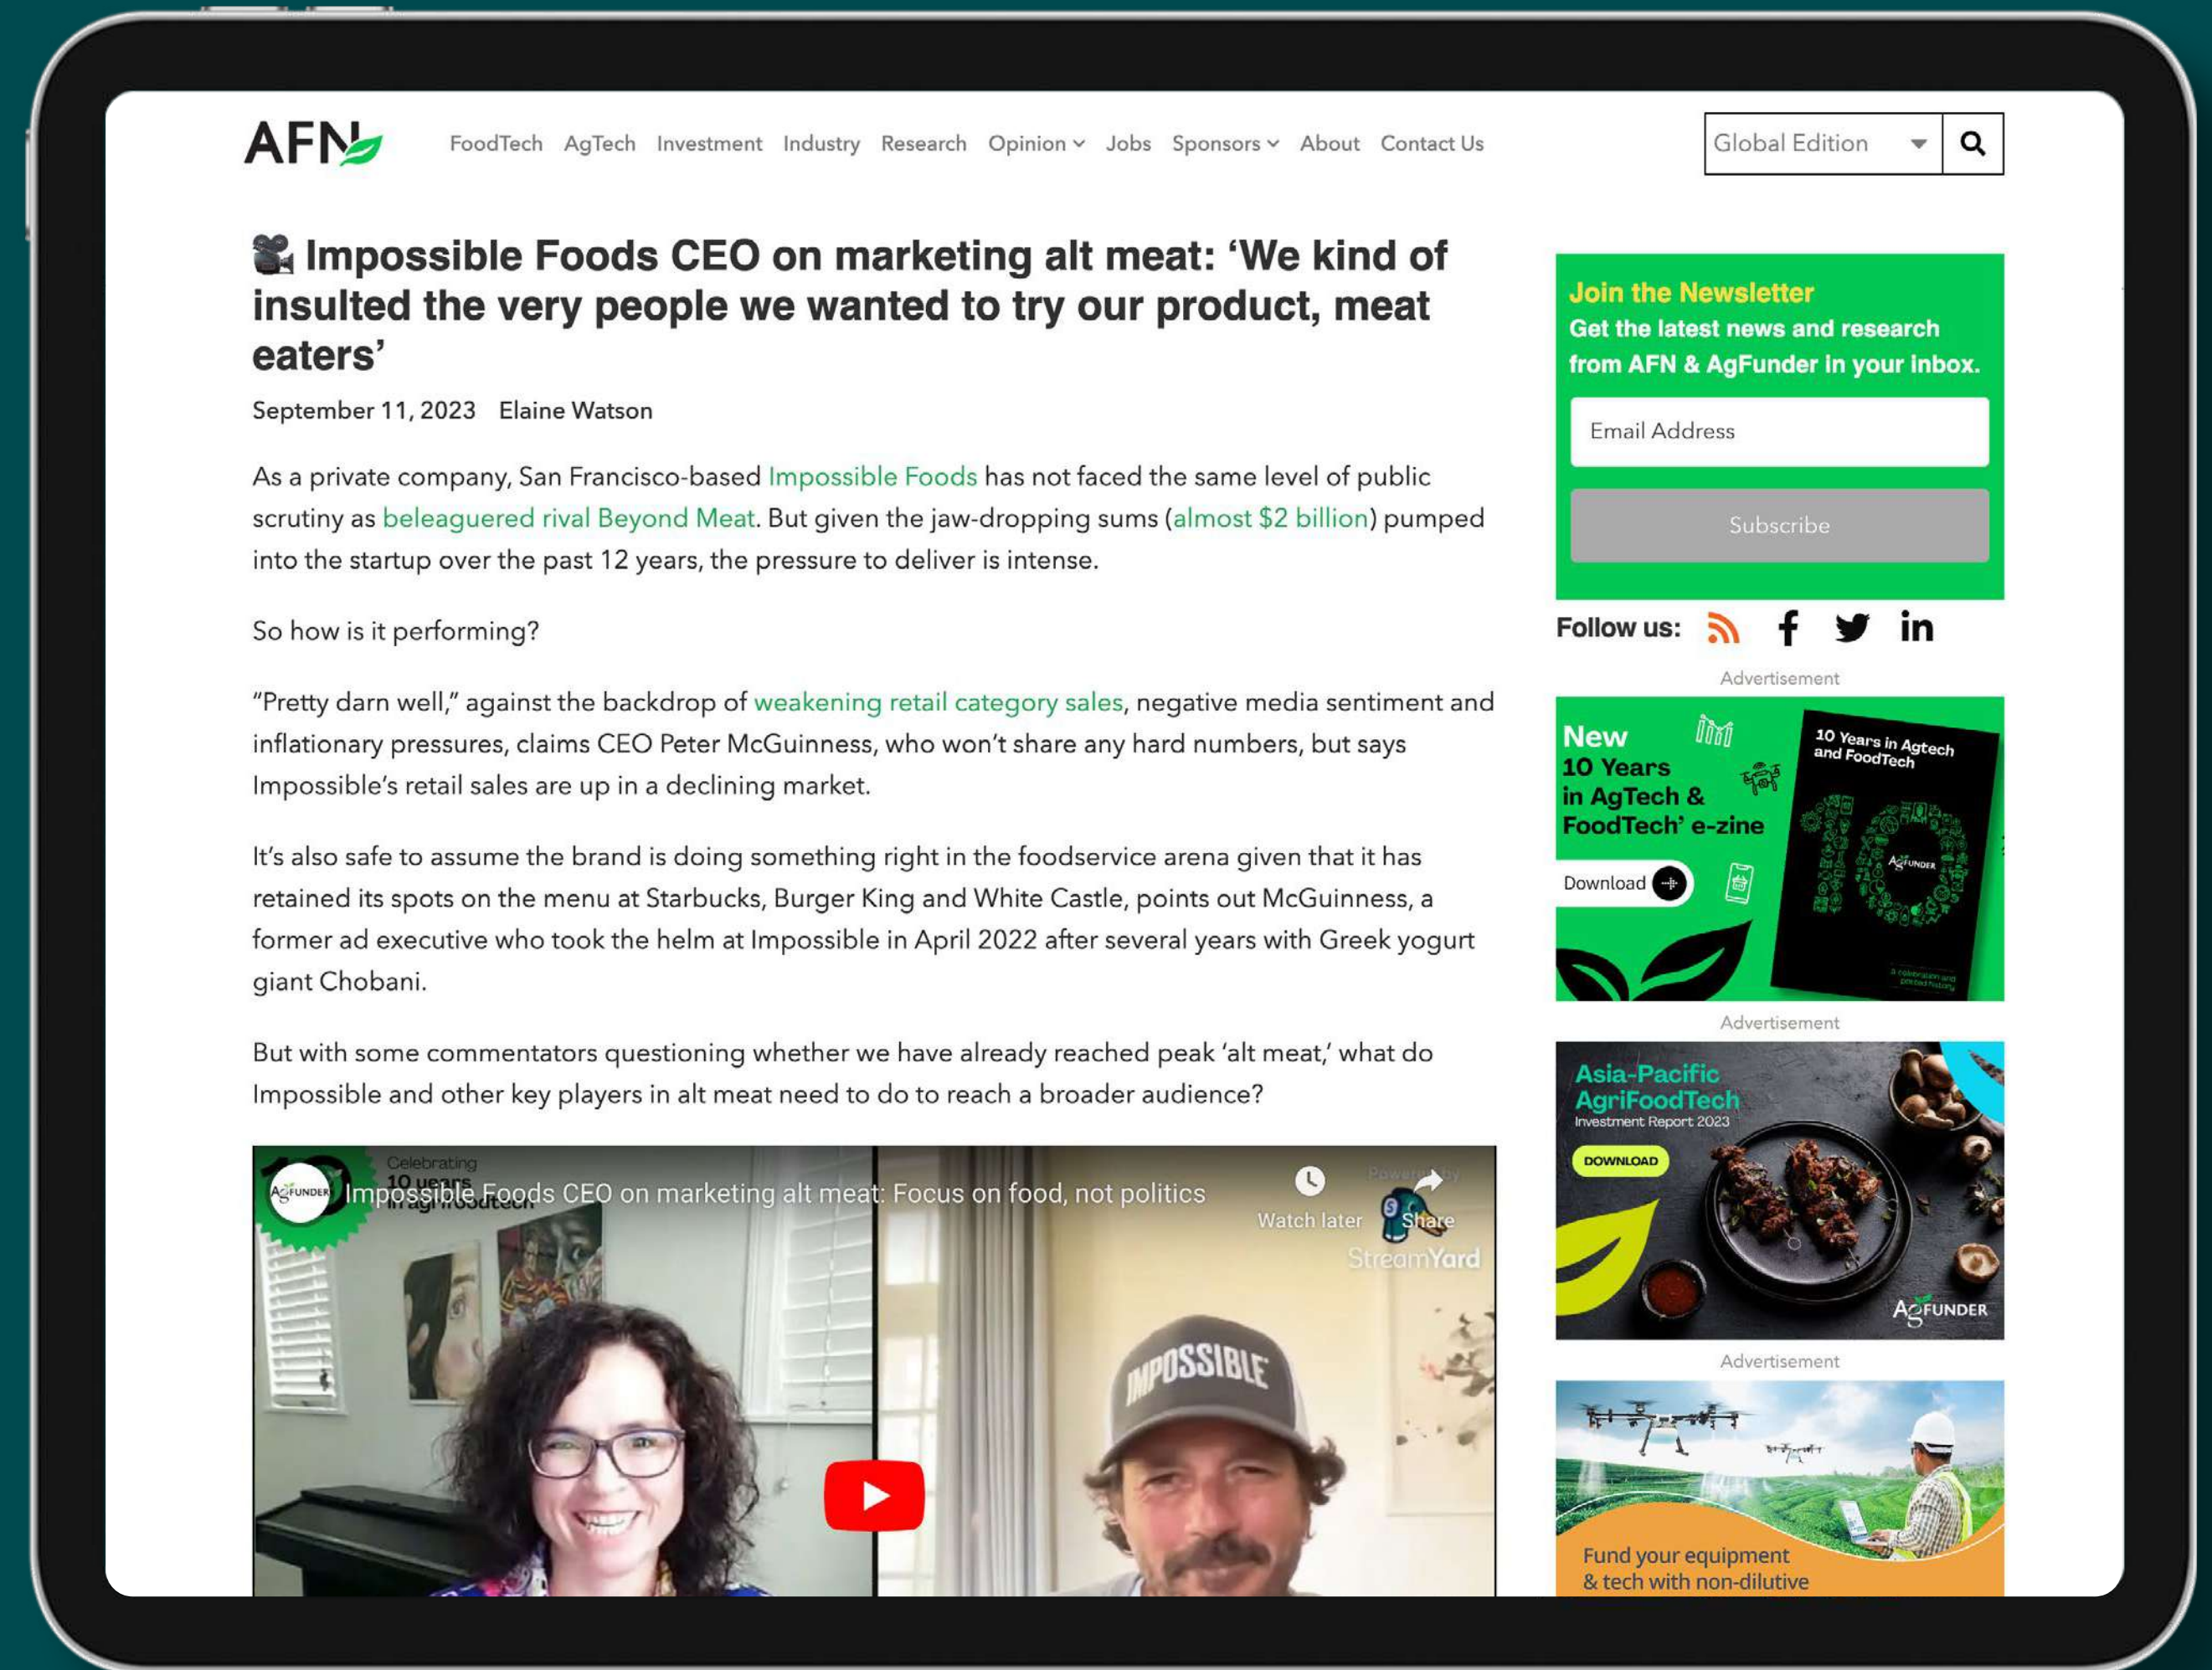 AFN
FoodTech AgTech Investment Industry Research Opinion Jobs Sponsors About Contact Us
Global Edition
Impossible Foods CEO on marketing alt meat: ‘We kind of
insulted the very people we wanted to try our product, meat
eaters’
September 11, 2023 Elaine Watson
As a private company, San Francisco-based Impossible Foods has not faced the same level of public
scrutiny as beleaguered rival Beyond Meat. But given the jaw-dropping sums (almost $2 billion) pumped
into the startup over the past 12 years, the pressure to deliver is intense.
So how is it performing?
“Pretty darn well,” against the backdrop of weakening retail category sales, negative media sentiment and
inflationary pressures, claims CEO Peter McGuinness, who won’t share any hard numbers, but says
Impossible’s retail sales are up in a declining market.
It’s also safe to assume the brand is doing something right in the foodservice arena given that it has
retained its spots on the menu at Starbucks, Burger King and White Castle, points out McGuinness, a
former ad executive who took the helm at Impossible in April 2022 after several years with Greek yogurt
giant Chobani.
But with some commentators questioning whether we have already reached peak ‘alt meat,’ what do
Impossible and other key players in alt meat need to do to reach a broader audience?
Celebrating
10 years
in agrifoodtech
AgFUNDER
Impossible Foods CEO on marketing alt meat: Focus on food, not politics
Watch later
Share
Powered by
StreamYard
IMPOSSIBLE
Join the Newsletter
Get the latest news and research
from AFN & AgFunder in your inbox.
Email Address
Subscribe
Follow us:
Advertisement
New
10 Years
in AgTech &
FoodTech’ e-zine
Download
10 Years in Agtech
and FoodTech
10
AgFUNDER
a celebration and
potted history
Advertisement
Asia-Pacific
AgriFoodTech
Investment Report 2023
DOWNLOAD
AgFUNDER
Advertisement
Fund your equipment
& tech with non-dilutive